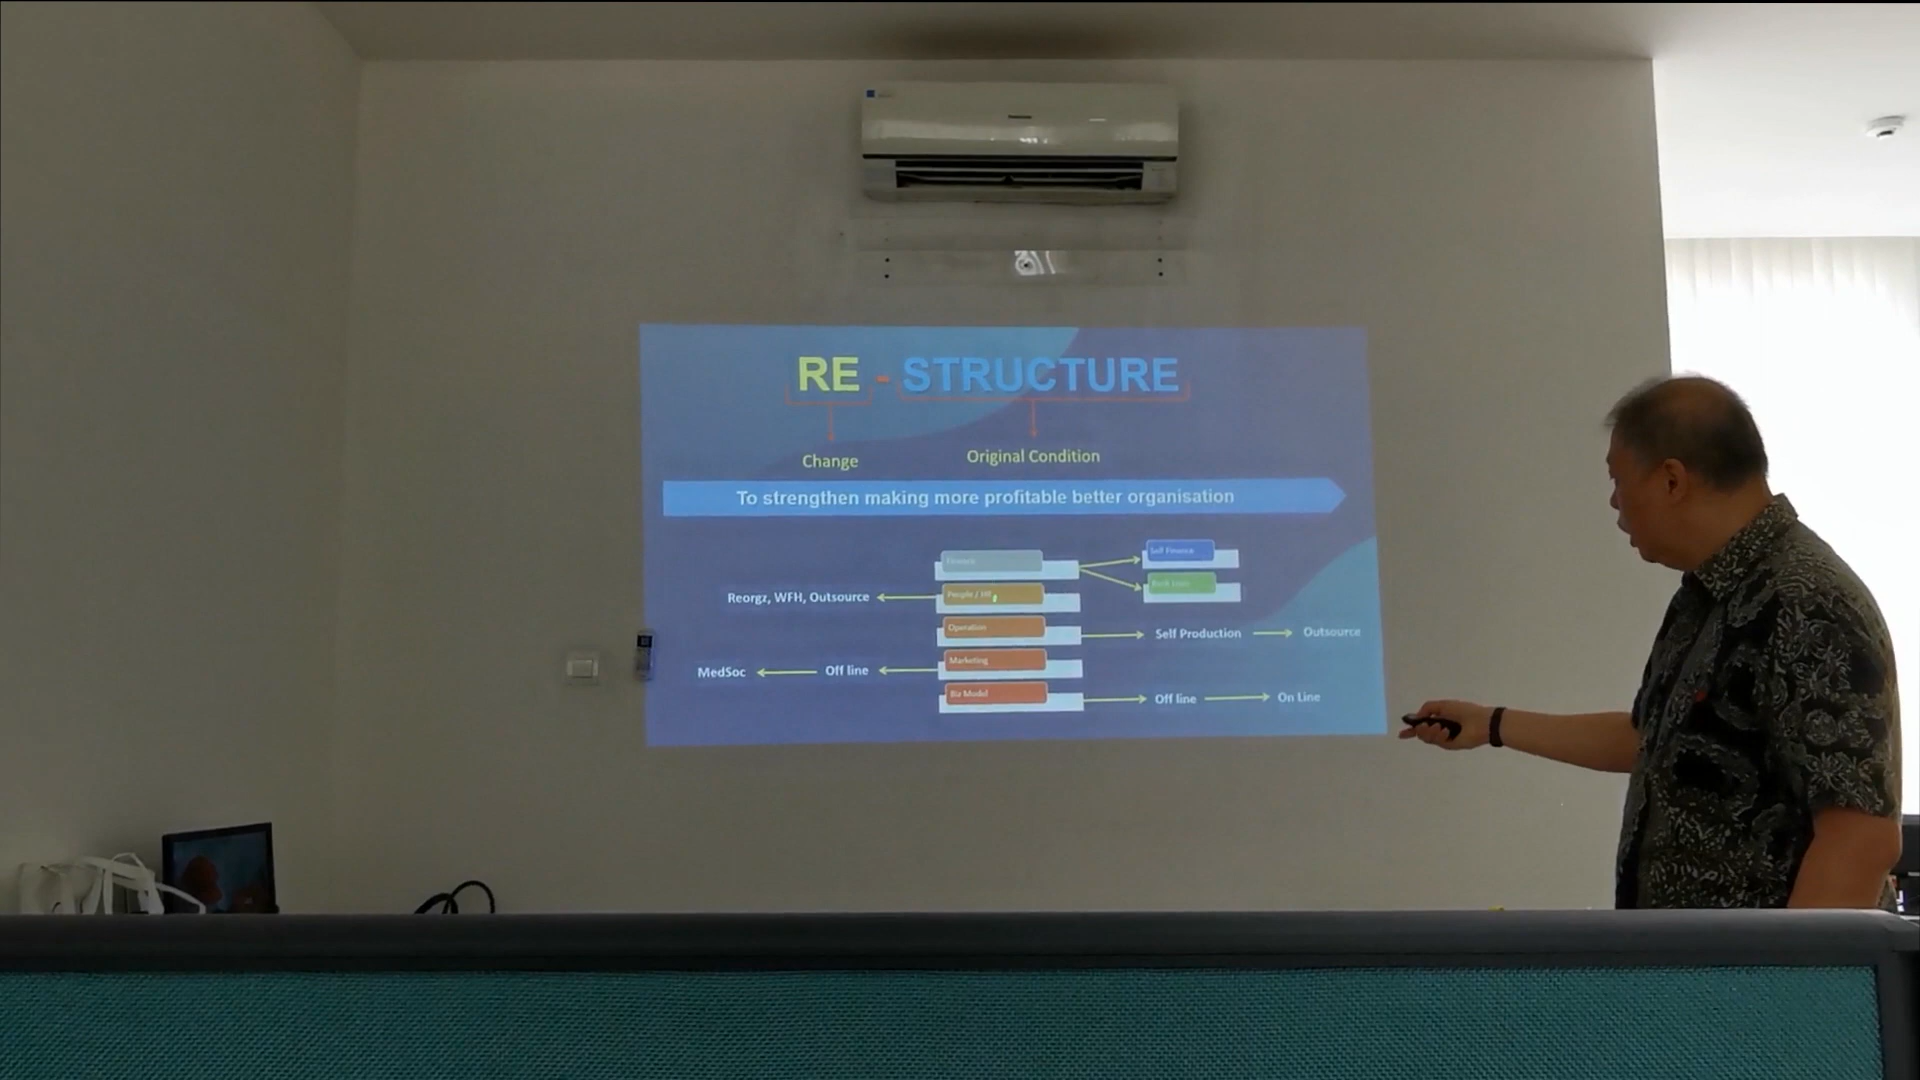 RE - STRUCTURE
Change
Original Condition
To strengthen making more profitable better organisation
Finance
Self Finance
Bank Loan
Reorgz, WFH, Outsource
People / HR
Operation
Self Production
Outsource
MedSoc
Off line
Marketing
Biz Model
Off line
On Line